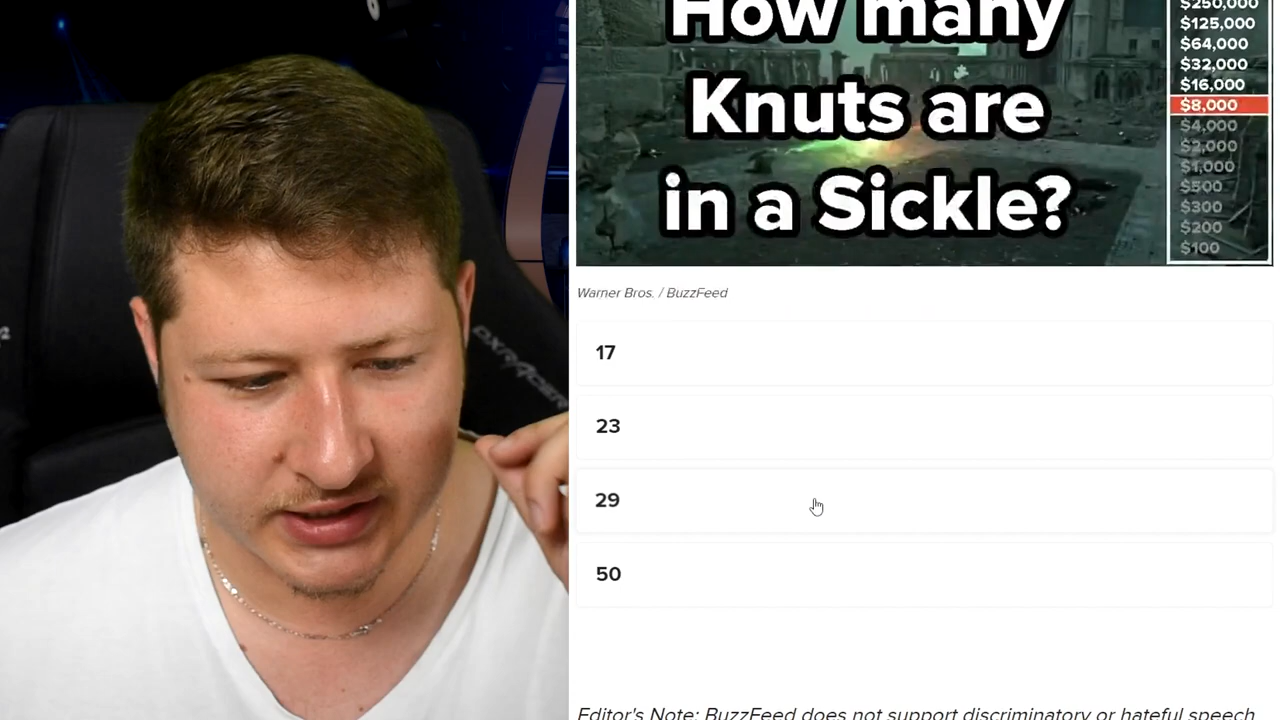 How many
Knuts are
in a Sickle?
$250,000
$125,000
$64,000
$32,000
$16,000
$8,000
$4,000
$2,000
$1,000
$500
$300
$200
$100
Warner Bros. / BuzzFeed
17
23
29
50
Editor's Note: BuzzFeed does not support discriminatory or hateful speech
DXRACER